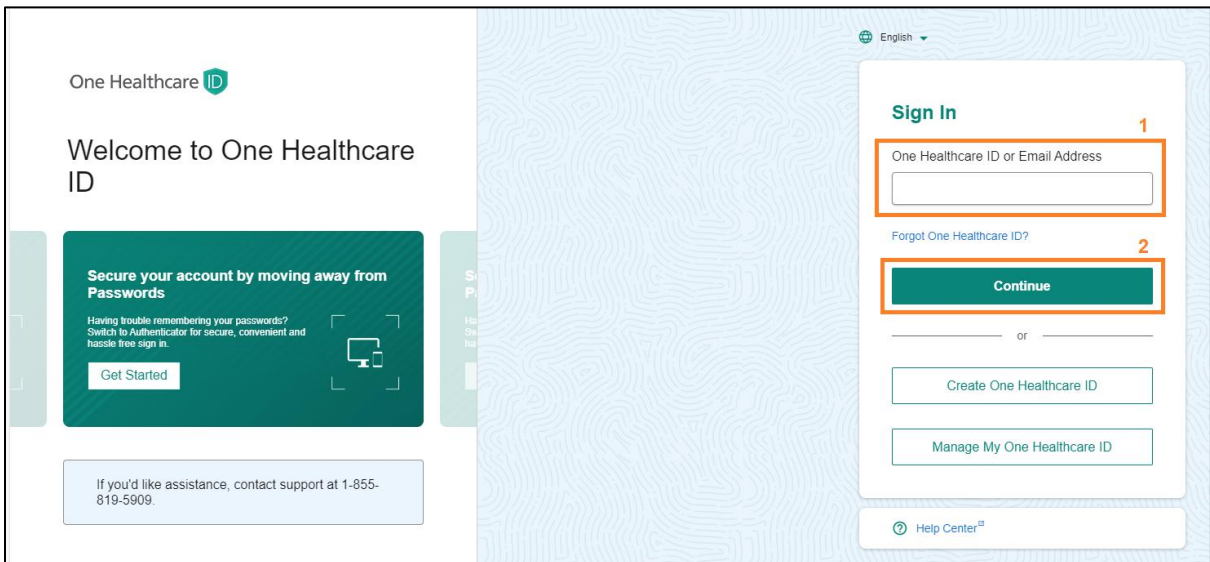 One Healthcare ID
Welcome to One Healthcare
ID
Secure your account by moving away from
Passwords
Having trouble remembering your passwords?
Switch to Authenticator for secure, convenient and
hassle free sign in.
Get Started
If you'd like assistance, contact support at 1-855-
819-5909.
English
Sign In
1
One Healthcare ID or Email Address
Forgot One Healthcare ID?
2
Continue
or
Create One Healthcare ID
Manage My One Healthcare ID
Help Center